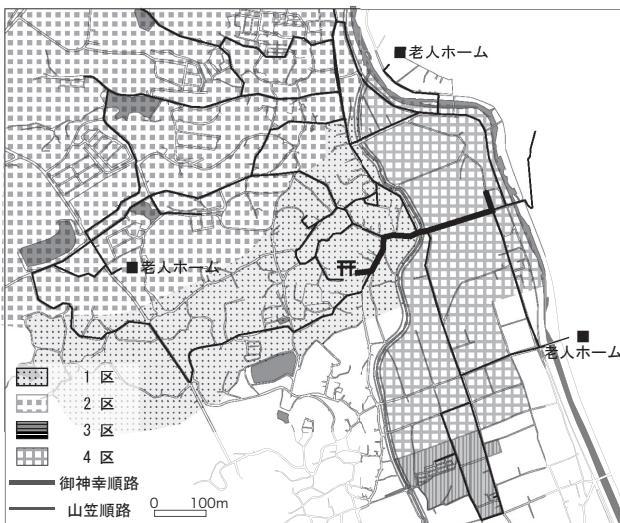 ■老人ホーム
■老人ホーム
■
老人ホーム
1 区
2 区
3 区
4 区
御神幸順路
山笠順路
0 100m